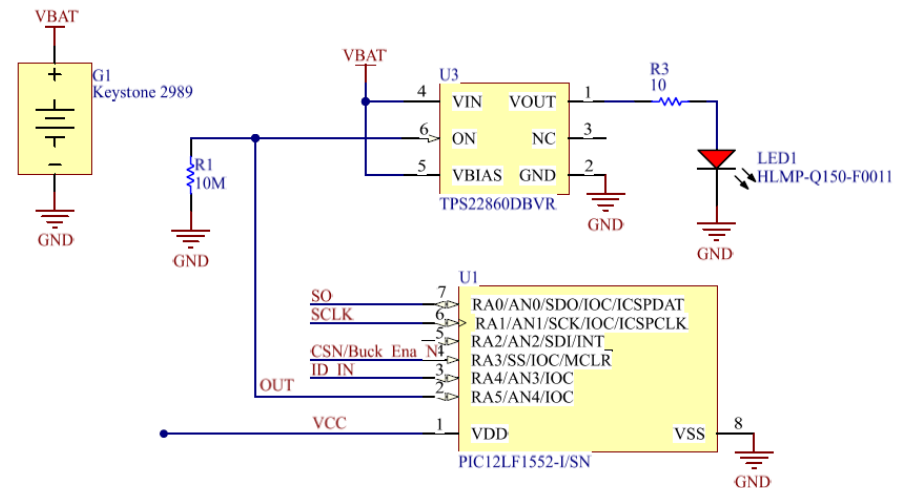 VBAT
+
G1
Keystone 2989
-
GND
VBAT
U3
4 VIN VOUT 1
6 ON NC 3
5 VBIAS GND 2
TPS22860DBVR
R3
10
LED1
HLMP-Q150-F0011
GND
GND
R1
10M
GND
U1
SO 7 RA0/AN0/SDO/IOC/ICSPDAT
SCLK 6 RA1/AN1/SCK/IOC/ICSPCLK
5 RA2/AN2/SDI/INT
CSN/Buck_Ena_N 4 RA3/SS/IOC/MCLR
ID_IN 3 RA4/AN3/IOC
OUT 2 RA5/AN4/IOC
VCC 1 VDD VSS 8
PIC12LF1552-I/SN
GND